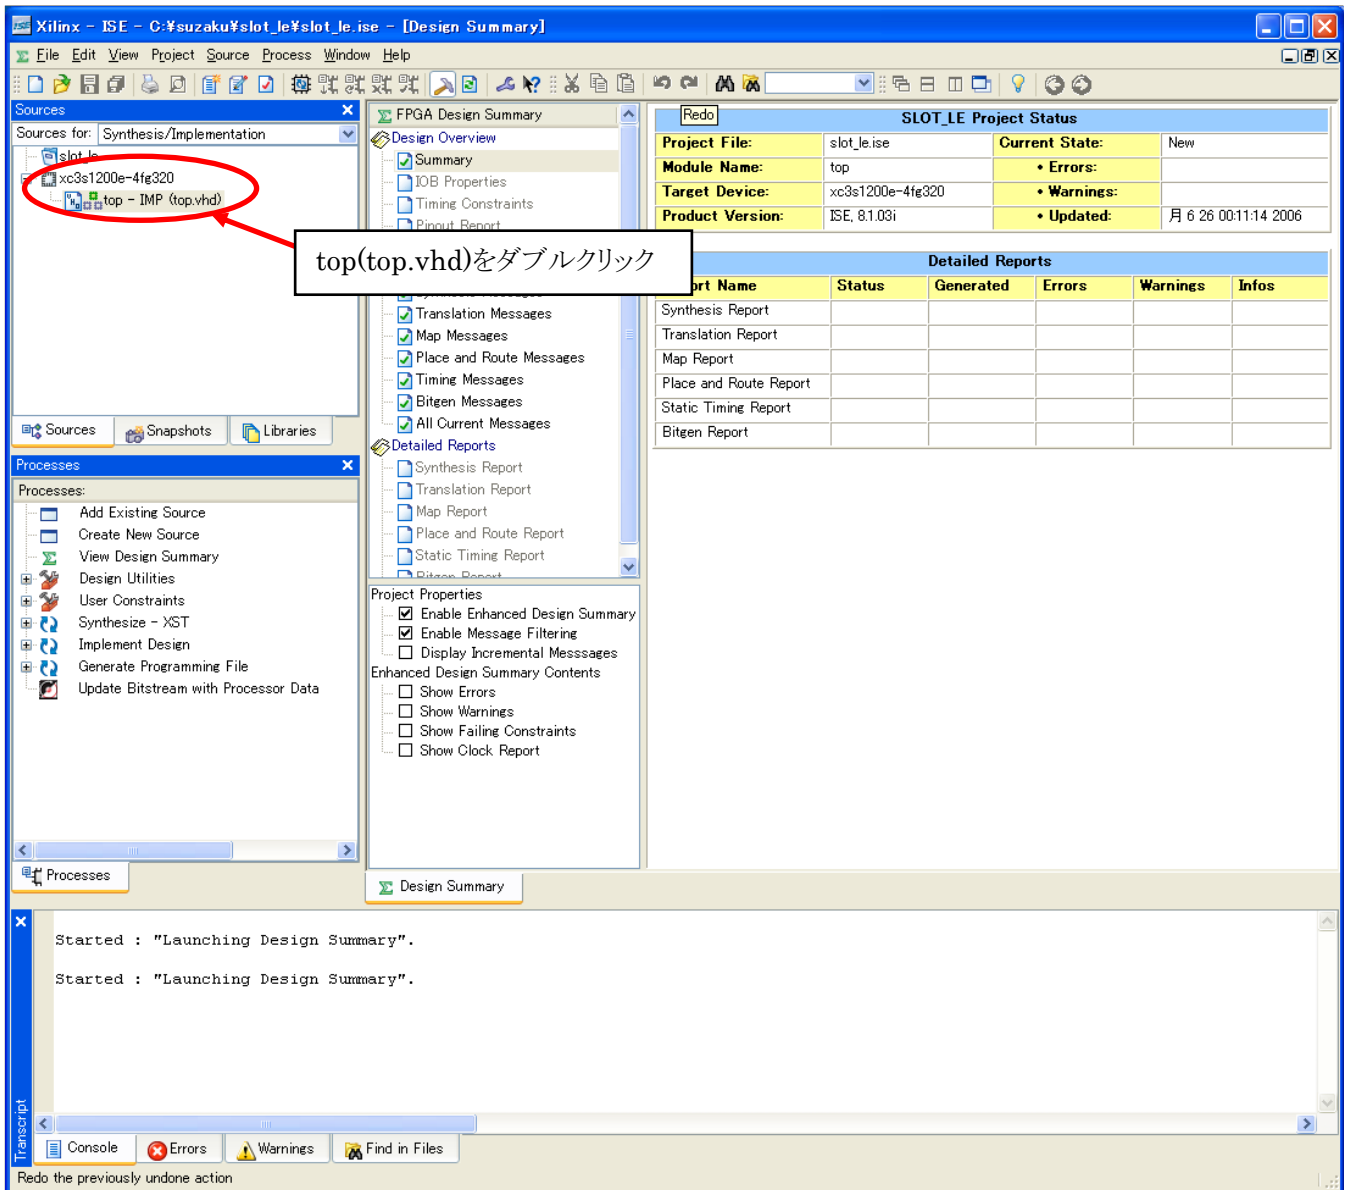 Xilinx - ISE - C:¥suzaku¥slot_le¥slot_le.ise - [Design Summary]
File Edit View Project Source Process Window Help
Sources
Sources for: Synthesis/Implementation
slot_le
xc3s1200e-4fg320
top - IMP (top.vhd)
Sources Snapshots Libraries
Processes
Processes:
Add Existing Source
Create New Source
View Design Summary
Design Utilities
User Constraints
Synthesize - XST
Implement Design
Generate Programming File
Update Bitstream with Processor Data
Processes
FPGA Design Summary
Design Overview
Summary
IOB Properties
Timing Constraints
Pinout Report
top(top.vhd)をダブルクリック
Synthesis Messages
Translation Messages
Map Messages
Place and Route Messages
Timing Messages
Bitgen Messages
All Current Messages
Detailed Reports
Synthesis Report
Translation Report
Map Report
Place and Route Report
Static Timing Report
Bitgen Report
Project Properties
Enable Enhanced Design Summary
Enable Message Filtering
Display Incremental Messsages
Enhanced Design Summary Contents
Show Errors
Show Warnings
Show Failing Constraints
Show Clock Report
Design Summary
Redo
SLOT_LE Project Status
Project File: slot_le.ise Current State: New
Module Name: top • Errors:
Target Device: xc3s1200e-4fg320 • Warnings:
Product Version: ISE, 8.1.03i • Updated: 月 6 26 00:11:14 2006
Detailed Reports
ort Name Status Generated Errors Warnings Infos
Synthesis Report
Translation Report
Map Report
Place and Route Report
Static Timing Report
Bitgen Report
Started : "Launching Design Summary".
Started : "Launching Design Summary".
Transcript
Console Errors Warnings Find in Files
Redo the previously undone action